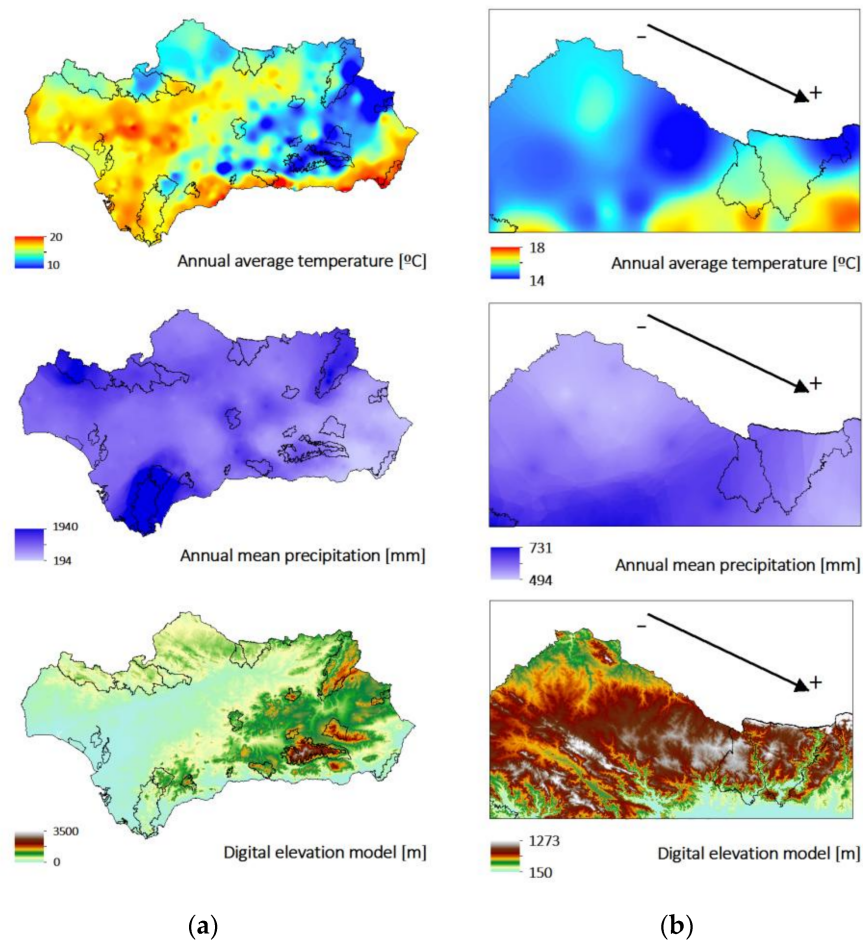 20
10
Annual average temperature [ºC]
−
+
18
14
Annual average temperature [ºC]
1940
194
Annual mean precipitation [mm]
−
+
731
494
Annual mean precipitation [mm]
3500
0
Digital elevation model [m]
−
+
1273
150
Digital elevation model [m]
(a)
(b)